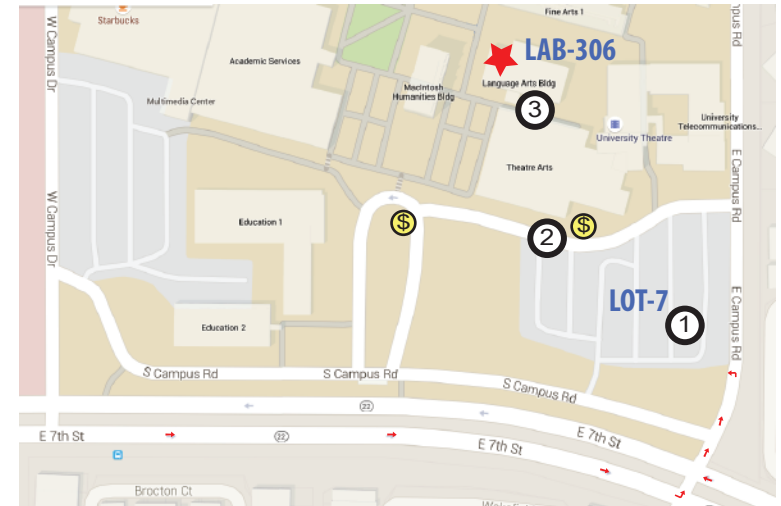 Starbucks
W Campus Dr
Academic Services
Multimedia Center
Fine Arts 1
LAB-306
Macintosh
Humanities Bldg
Language Arts Bldg
3
University Theatre
University
Telecommunications...
Theatre Arts
E Campus Rd
W Campus Dr
Education 1
$
2
$
LOT-7
1
E Campus Rd
Education 2
S Campus Rd
S Campus Rd
S Campus Rd
22
E 7th St
22
E 7th St
E 7th St
Brocton Ct